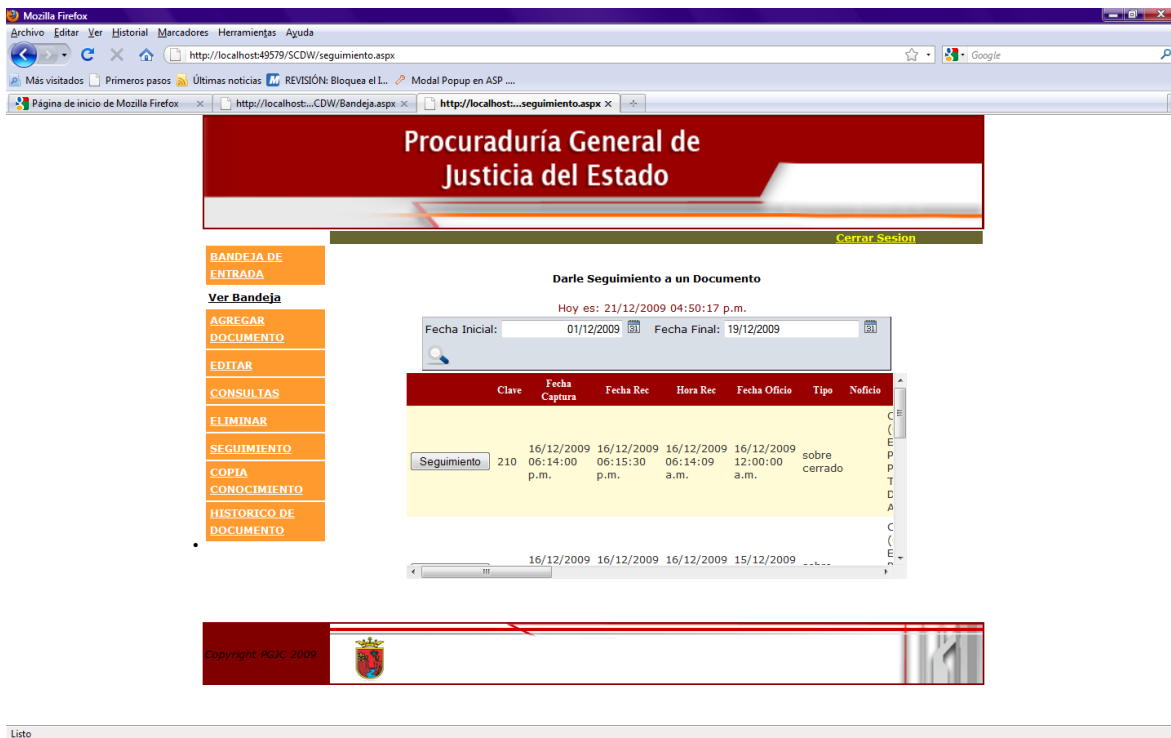 Mozilla Firefox
Archivo Editar Ver Historial Marcadores Herramientas Ayuda
http://localhost:49579/SCDW/seguimiento.aspx
Google
Más visitados Primeros pasos Últimas noticias REVISIÓN: Bloquea el I... Modal Popup en ASP ....
Página de inicio de Mozilla Firefox http://localhost:...CDW/Bandeja.aspx http://localhost:...seguimiento.aspx
Procuraduría General de
Justicia del Estado
Cerrar Sesion
BANDEJA DE
ENTRADA
Ver Bandeja
AGREGAR
DOCUMENTO
EDITAR
CONSULTAS
ELIMINAR
SEGUIMIENTO
COPIA
CONOCIMIENTO
HISTORICO DE
DOCUMENTO
Darle Seguimiento a un Documento
Hoy es: 21/12/2009 04:50:17 p.m.
Fecha Inicial: 01/12/2009 31 Fecha Final: 19/12/2009 31
Clave Fecha Captura Fecha Rec Hora Rec Fecha Oficio Tipo Noficio
Seguimiento 210 16/12/2009 06:14:00 p.m. 16/12/2009 06:15:30 p.m. 16/12/2009 06:14:09 a.m. 16/12/2009 12:00:00 a.m. sobre cerrado
16/12/2009 16/12/2009 16/12/2009 15/12/2009
Copyright PGJC 2009
Listo